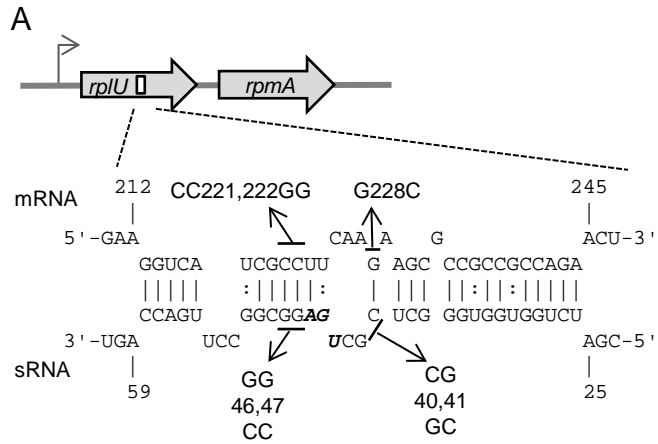 A
rplU
rpmA
212
CC221,222GG
G228C
245
mRNA
5'-GAA CAA A G ACU-3'
GGUCA UCGCCUU G AGC CCGCCGCCAGA
||||| :|||||: | ||| |||:||:||||
CCAGU GGCGGAG C UCG GGUGGUGGUCU
3'-UGA UCC UCG AGC-5'
sRNA
59
GG
46,47
CC
CG
40,41
GC
25